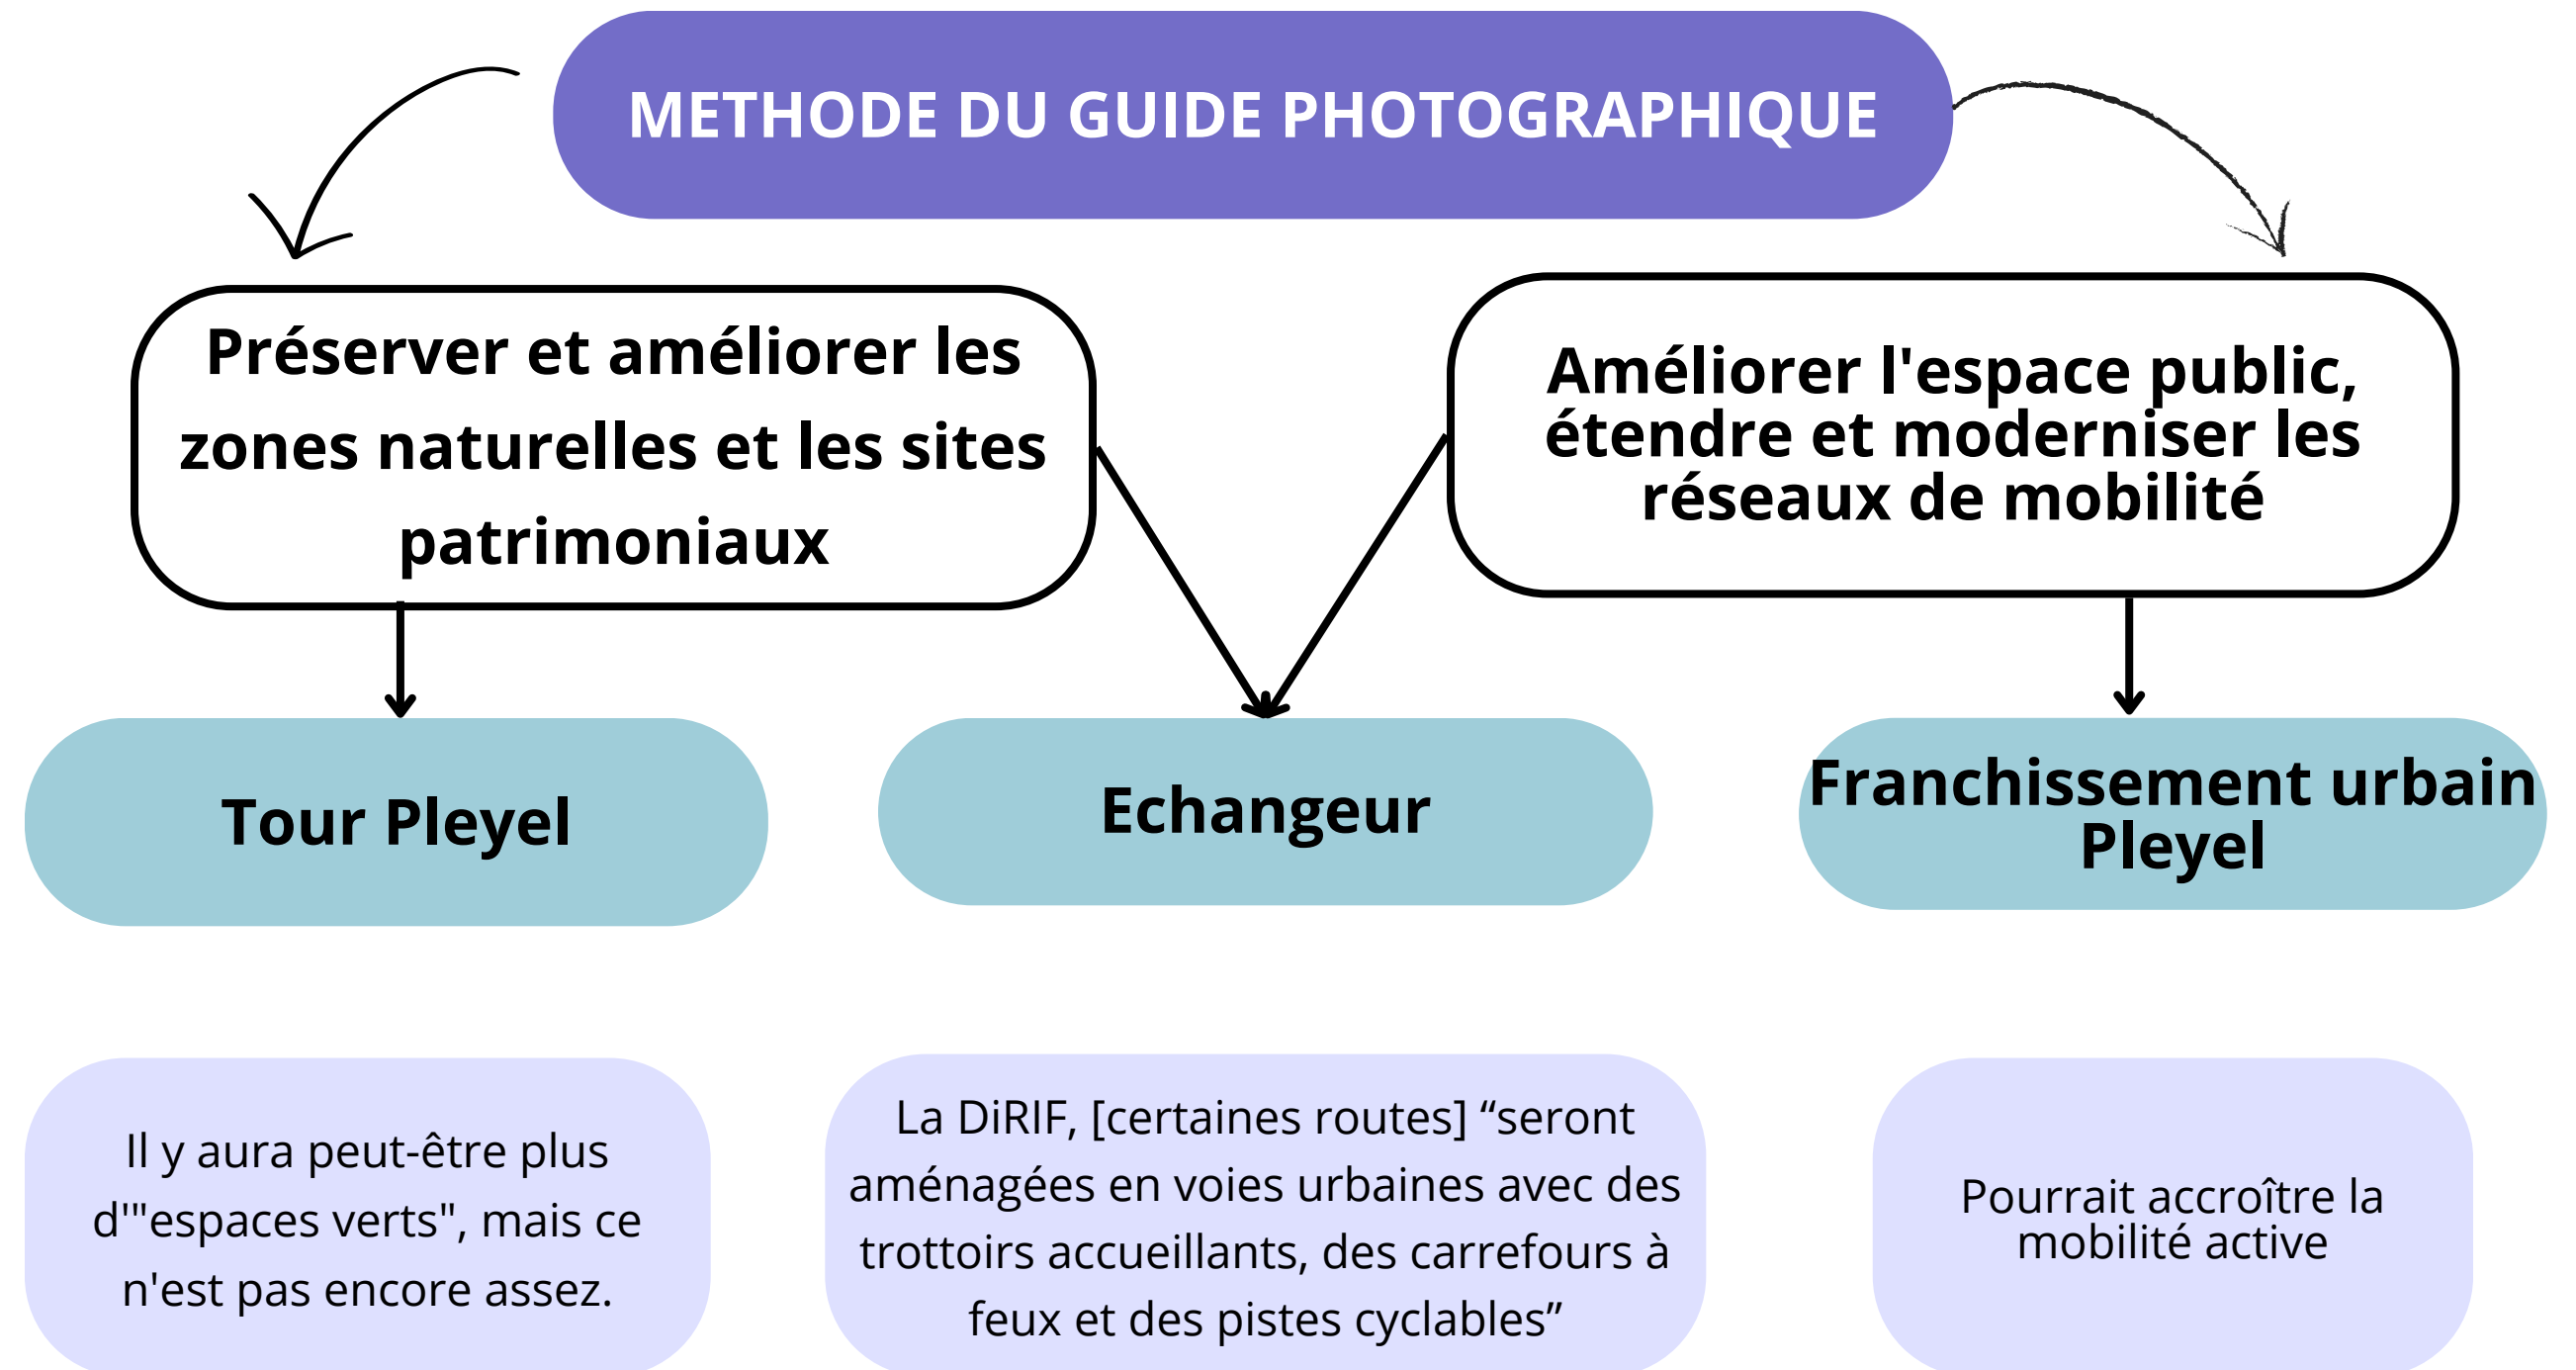 METHODE DU GUIDE PHOTOGRAPHIQUE
Préserver et améliorer les
zones naturelles et les sites
patrimoniaux
Améliorer l'espace public,
étendre et moderniser les
réseaux de mobilité
Tour Pleyel
Echangeur
Franchissement urbain
Pleyel
Il y aura peut-être plus
d'"espaces verts", mais ce
n'est pas encore assez.
La DiRIF, [certaines routes] “seront
aménagées en voies urbaines avec des
trottoirs accueillants, des carrefours à
feux et des pistes cyclables”
Pourrait accroître la
mobilité active